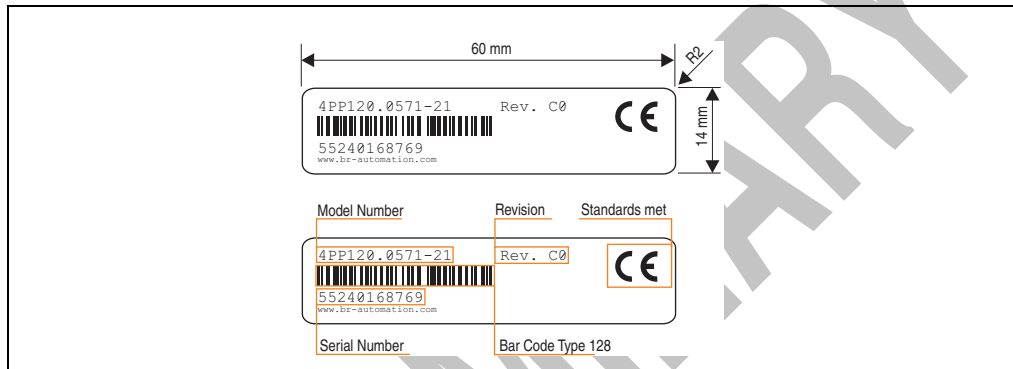 60 mm
R2
4PP120.0571-21 Rev. C0 CE
14 mm
55240168769
www.br-automation.com
Model Number Revision Standards met
4PP120.0571-21 Rev. C0 CE
55240168769
www.br-automation.com
Serial Number Bar Code Type 128